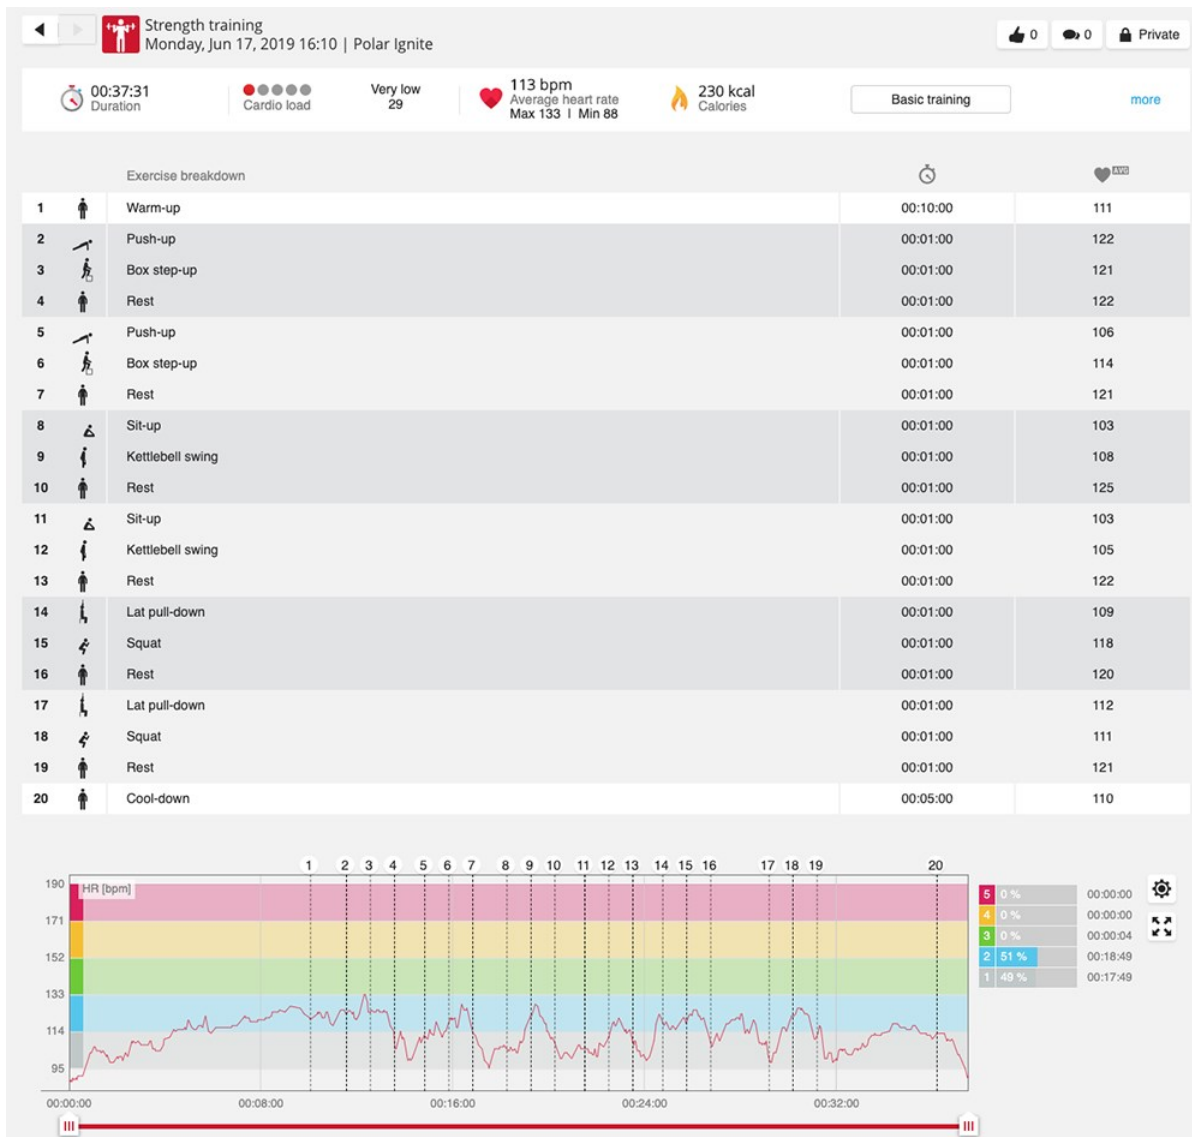 Strength training
Monday, Jun 17, 2019 16:10 | Polar Ignite
0
0
Private
00:37:31
Duration
Cardio load
Very low
29
113 bpm
Average heart rate
Max 133 | Min 88
230 kcal
Calories
Basic training
more
Exercise breakdown AVG
1 Warm-up 00:10:00 111
2 Push-up 00:01:00 122
3 Box step-up 00:01:00 121
4 Rest 00:01:00 122
5 Push-up 00:01:00 106
6 Box step-up 00:01:00 114
7 Rest 00:01:00 121
8 Sit-up 00:01:00 103
9 Kettlebell swing 00:01:00 108
10 Rest 00:01:00 125
11 Sit-up 00:01:00 103
12 Kettlebell swing 00:01:00 105
13 Rest 00:01:00 122
14 Lat pull-down 00:01:00 109
15 Squat 00:01:00 118
16 Rest 00:01:00 120
17 Lat pull-down 00:01:00 112
18 Squat 00:01:00 111
19 Rest 00:01:00 121
20 Cool-down 00:05:00 110
1 2 3 4 5 6 7 8 9 10 11 12 13 14 15 16 17 18 19 20
HR [bpm]
190
171
152
133
114
95
00:00:00 00:08:00 00:16:00 00:24:00 00:32:00
5 0 % 00:00:00
4 0 % 00:00:00
3 0 % 00:00:04
2 51 % 00:18:49
1 49 % 00:17:49